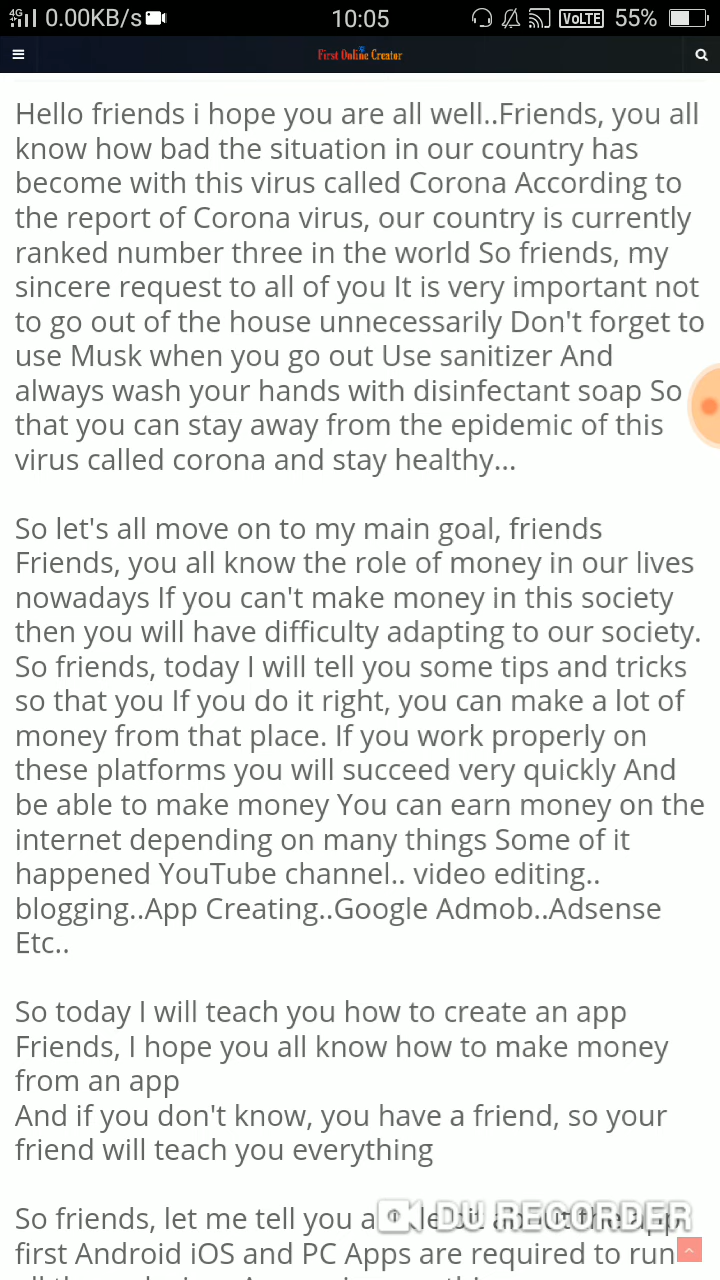 4G 0.00KB/s 10:05 VoLTE 55%
First Online Creator
Hello friends i hope you are all well..Friends, you all
know how bad the situation in our country has
become with this virus called Corona According to
the report of Corona virus, our country is currently
ranked number three in the world So friends, my
sincere request to all of you It is very important not
to go out of the house unnecessarily Don't forget to
use Musk when you go out Use sanitizer And
always wash your hands with disinfectant soap So
that you can stay away from the epidemic of this
virus called corona and stay healthy...
So let's all move on to my main goal, friends
Friends, you all know the role of money in our lives
nowadays If you can't make money in this society
then you will have difficulty adapting to our society.
So friends, today I will tell you some tips and tricks
so that you If you do it right, you can make a lot of
money from that place. If you work properly on
these platforms you will succeed very quickly And
be able to make money You can earn money on the
internet depending on many things Some of it
happened YouTube channel.. video editing..
blogging..App Creating..Google Admob..Adsense
Etc..
So today I will teach you how to create an app
Friends, I hope you all know how to make money
from an app
And if you don't know, you have a friend, so your
friend will teach you everything
So friends, let me tell you a
DU RECORDER
first Android iOS and PC Apps are required to run